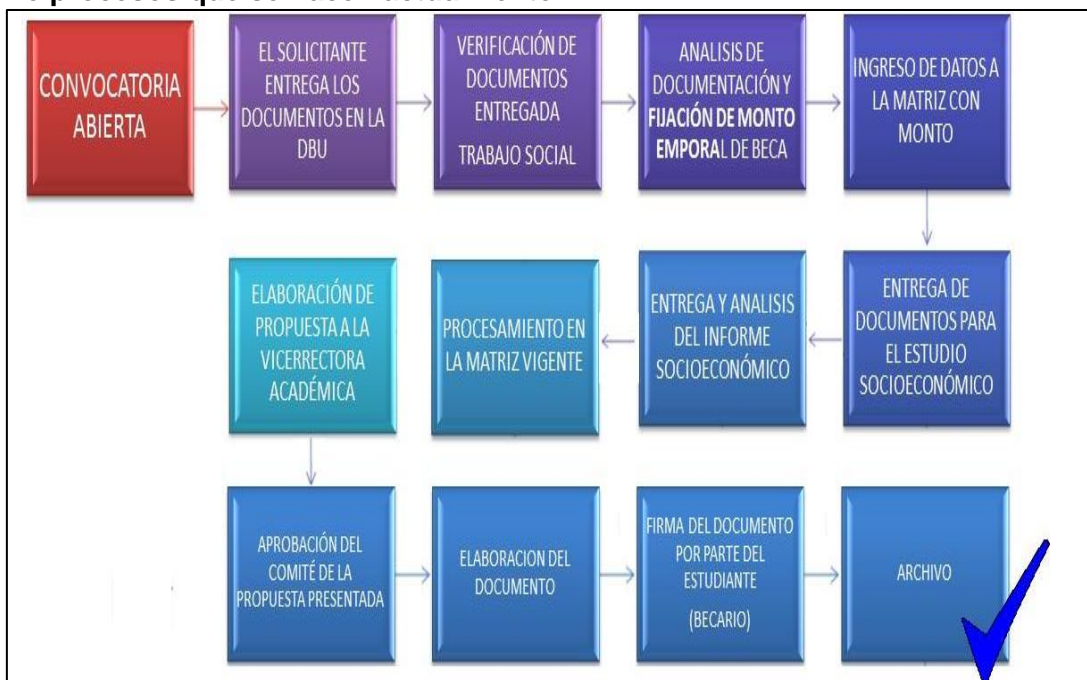 procesos que se
CONVOCATORIA
ABIERTA
EL SOLICITANTE
ENTREGA LOS
DOCUMENTOS EN LA
DBU
VERIFICACIÓN DE
DOCUMENTOS
ENTREGADA
TRABAJO SOCIAL
ANALISIS DE
DOCUMENTACIÓN Y
FIJACIÓN DE MONTO
EMPORAL DE BECA
INGRESO DE DATOS A
LA MATRIZ CON
MONTO
ENTREGA DE
DOCUMENTOS PARA
EL ESTUDIO
SOCIOECONÓMICO
ENTREGA Y ANALISIS
DEL INFORME
SOCIOECONÓMICO
PROCESAMIENTO EN
LA MATRIZ VIGENTE
ELABORACIÓN DE
PROPUESTA A LA
VICERRECTORA
ACADÉMICA
APROBACIÓN DEL
COMITÉ DE LA
PROPUESTA PRESENTADA
ELABORACION DEL
DOCUMENTO
FIRMA DEL DOCUMENTO
POR PARTE DEL
ESTUDIANTE
(BECARIO)
ARCHIVO